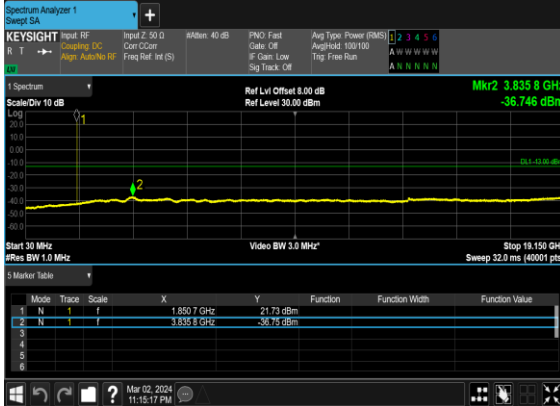 Spectrum Analyzer 1
Swept SA
+
KEYSIGHT Input: RF Input Z: 50 Ω #Atten: 40 dB PNO: Fast Avg Type: Power (RMS) 1 2 3 4 5 6
R T Coupling: DC Corr CCorr Gate: Off Avg|Hold: 100/100 A W W W W W
Align: Auto/No RF Freq Ref: Int (S) IF Gain: Low Trig: Free Run
Sig Track: Off A N N N N N
1 Spectrum Ref Lvl Offset 8.00 dB Mkr2 3.835 8 GHz
Scale/Div 10 dB Ref Level 30.00 dBm -36.746 dBm
Log
20.0
1
10.0
0.00
-10.0
DL1 -13.00 dBm
-20.0
-30.0
2
-40.0
-50.0
-60.0
Start 30 MHz Video BW 3.0 MHz* Stop 19.150 GH
#Res BW 1.0 MHz Sweep 32.0 ms (40001 pts
5 Marker Table
Mode Trace Scale X Y Function Function Width Function Value
1 N 1 f 1.850 7 GHz 21.73 dBm
2 N 1 f 3.835 8 GHz -36.75 dBm
3
4
5
6
? Mar 02, 2024
11:15:17 PM